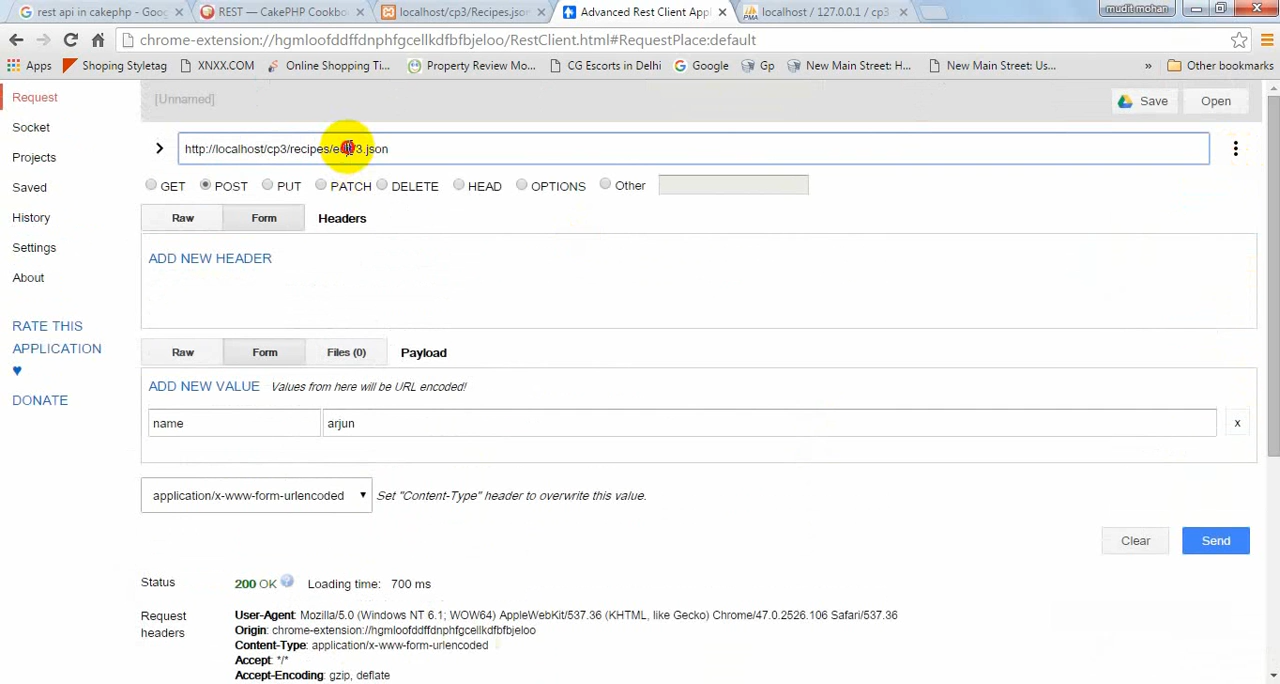 rest api in cakephp - Goo
REST — CakePHP Cookbo
localhost/cp3/Recipes.jso
Advanced Rest Client App
localhost / 127.0.0.1 / cp3
mudit mohan
chrome-extension://hgmloofddffdnphfgcellkdfbfbjeloo/RestClient.html#RequestPlace:default
Apps
Shoping Styletag
XNXX.COM
Online Shopping Ti...
Property Review Mo...
CG Escorts in Delhi
Google
Gp
New Main Street: H...
New Main Street: Us...
»
Other bookmarks
Request
[Unnamed]
Save
Open
Socket
http://localhost/cp3/recipes/e 3.json
Projects
GET POST PUT PATCH DELETE HEAD OPTIONS Other
Saved
History
Raw Form Headers
Settings
ADD NEW HEADER
About
RATE THIS
APPLICATION
♥
DONATE
Raw Form Files (0) Payload
ADD NEW VALUE Values from here will be URL encoded!
name arjun x
application/x-www-form-urlencoded Set "Content-Type" header to overwrite this value.
Clear Send
Status 200 OK Loading time: 700 ms
Request
headers
User-Agent: Mozilla/5.0 (Windows NT 6.1; WOW64) AppleWebKit/537.36 (KHTML, like Gecko) Chrome/47.0.2526.106 Safari/537.36
Origin: chrome-extension://hgmloofddffdnphfgcellkdfbfbjeloo
Content-Type: application/x-www-form-urlencoded
Accept: */*
Accept-Encoding: gzip, deflate